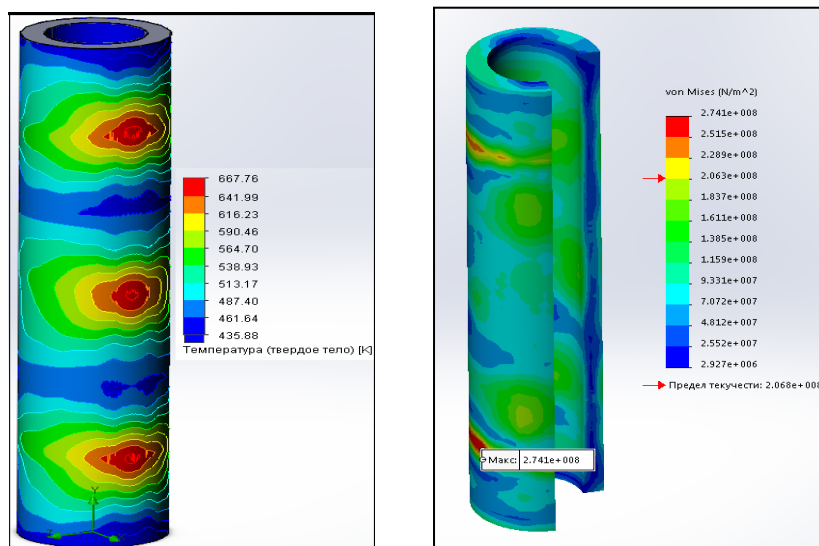 667.76
641.99
616.23
590.46
564.70
538.93
513.17
487.40
461.64
435.88
Температура (твердое тело) [K]
Y
Z
von Mises (N/m^2)
2.741e+008
2.515e+008
2.289e+008
2.063e+008
1.837e+008
1.611e+008
1.385e+008
1.159e+008
9.331e+007
7.072e+007
4.812e+007
2.552e+007
2.927e+006
Предел текучести: 2.068e+008
Макс: 2.741e+008